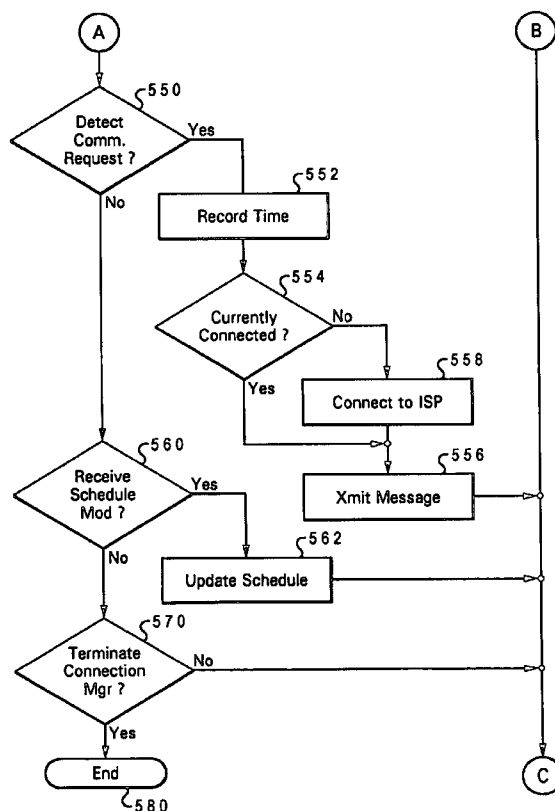 A
B
550
Detect
Comm.
Request ?
Yes
No
552
Record Time
554
Currently
Connected ?
No
Yes
558
Connect to ISP
556
Xmit Message
560
Receive
Schedule
Mod ?
Yes
No
562
Update Schedule
570
Terminate
Connection
Mgr ?
No
Yes
End
580
C